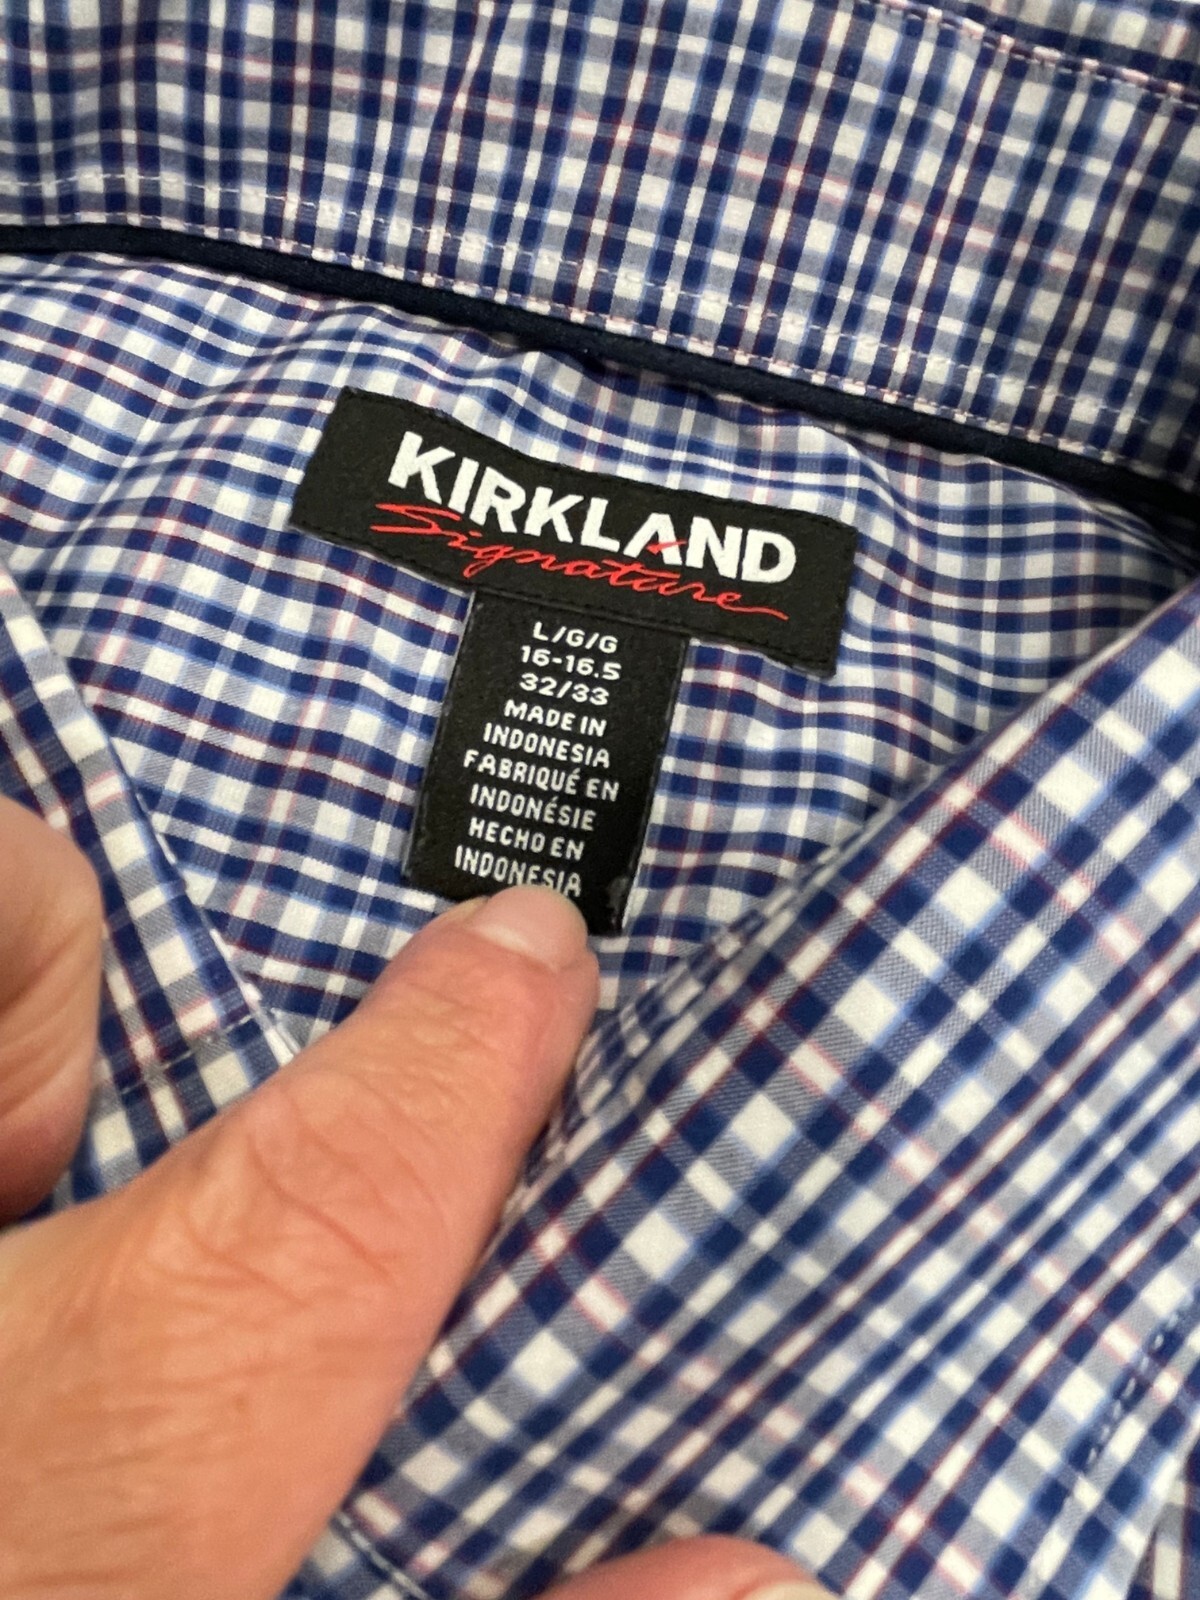 KIRKLAND
Signature
L/G/G
16-16.5
32/33
MADE IN
INDONESIA
FABRIQUÉ EN
INDONÉSIE
HECHO EN
INDONESIA